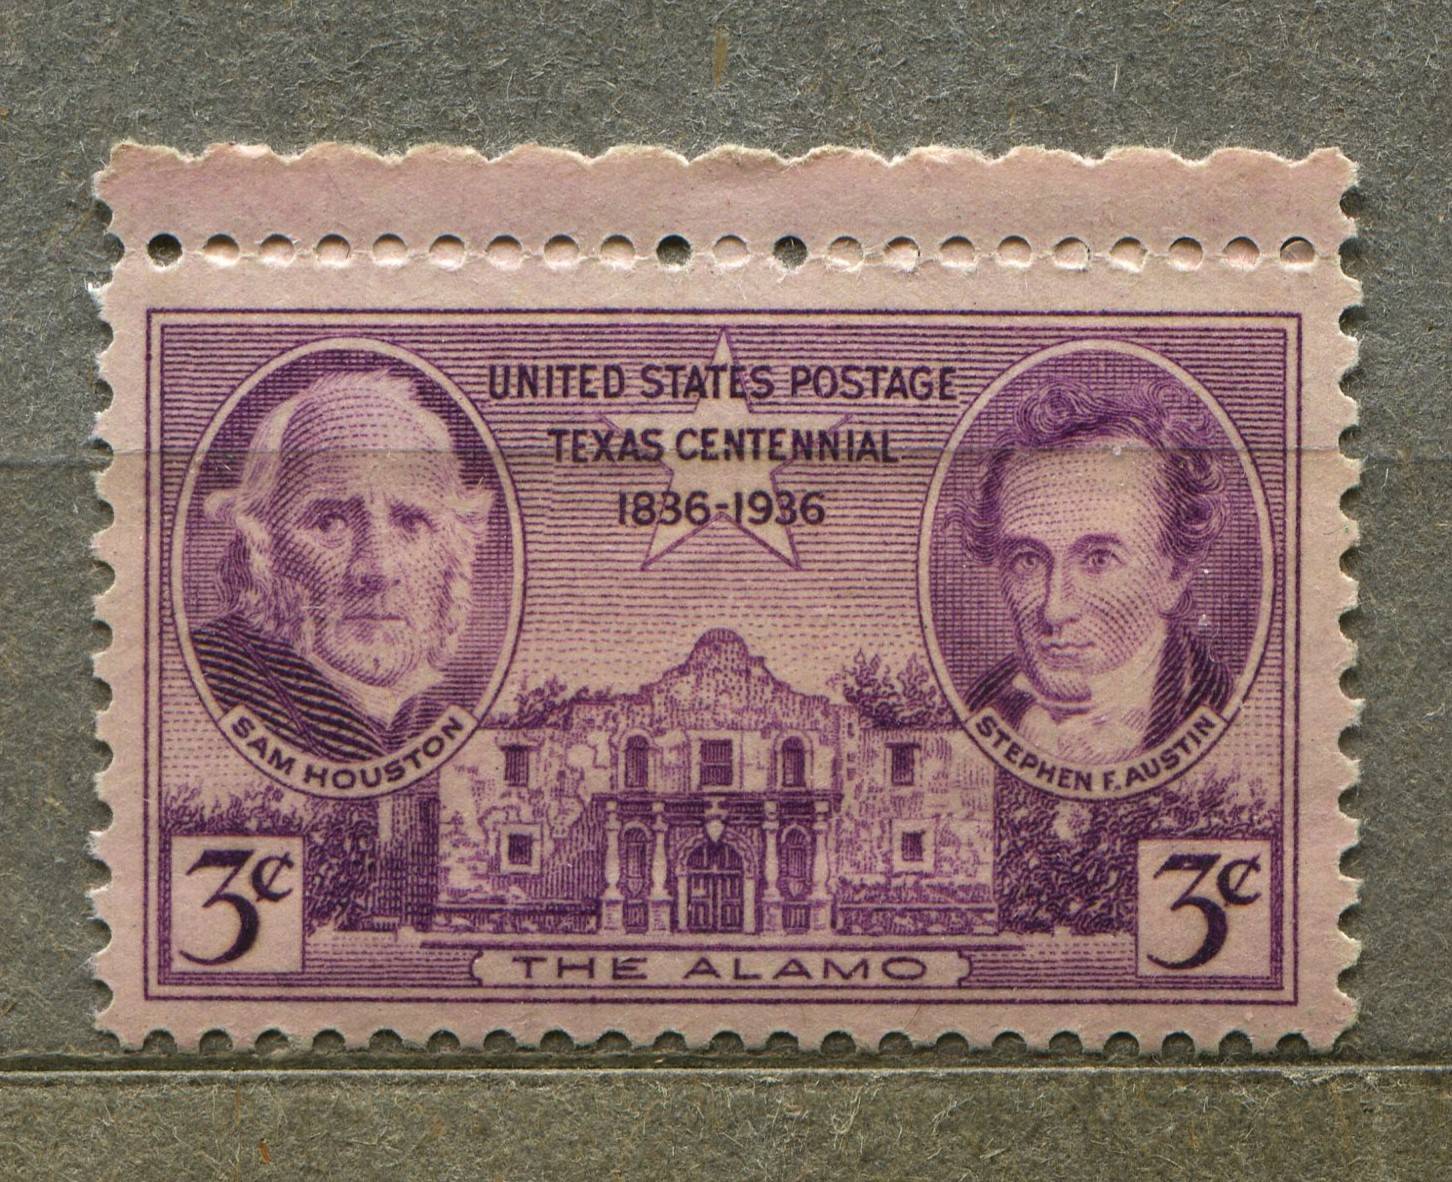 UNITED STATES POSTAGE
TEXAS CENTENNIAL
1836-1936
SAM HOUSTON
STEPHEN F. AUSTIN
3¢
3¢
THE ALAMO